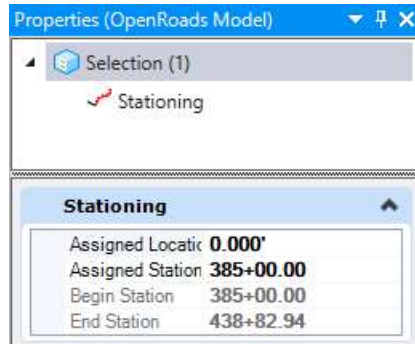 Properties (OpenRoads Model)
Selection (1)
Stationing
Stationing
Assigned Locatic 0.000'
Assigned Station 385+00.00
Begin Station 385+00.00
End Station 438+82.94